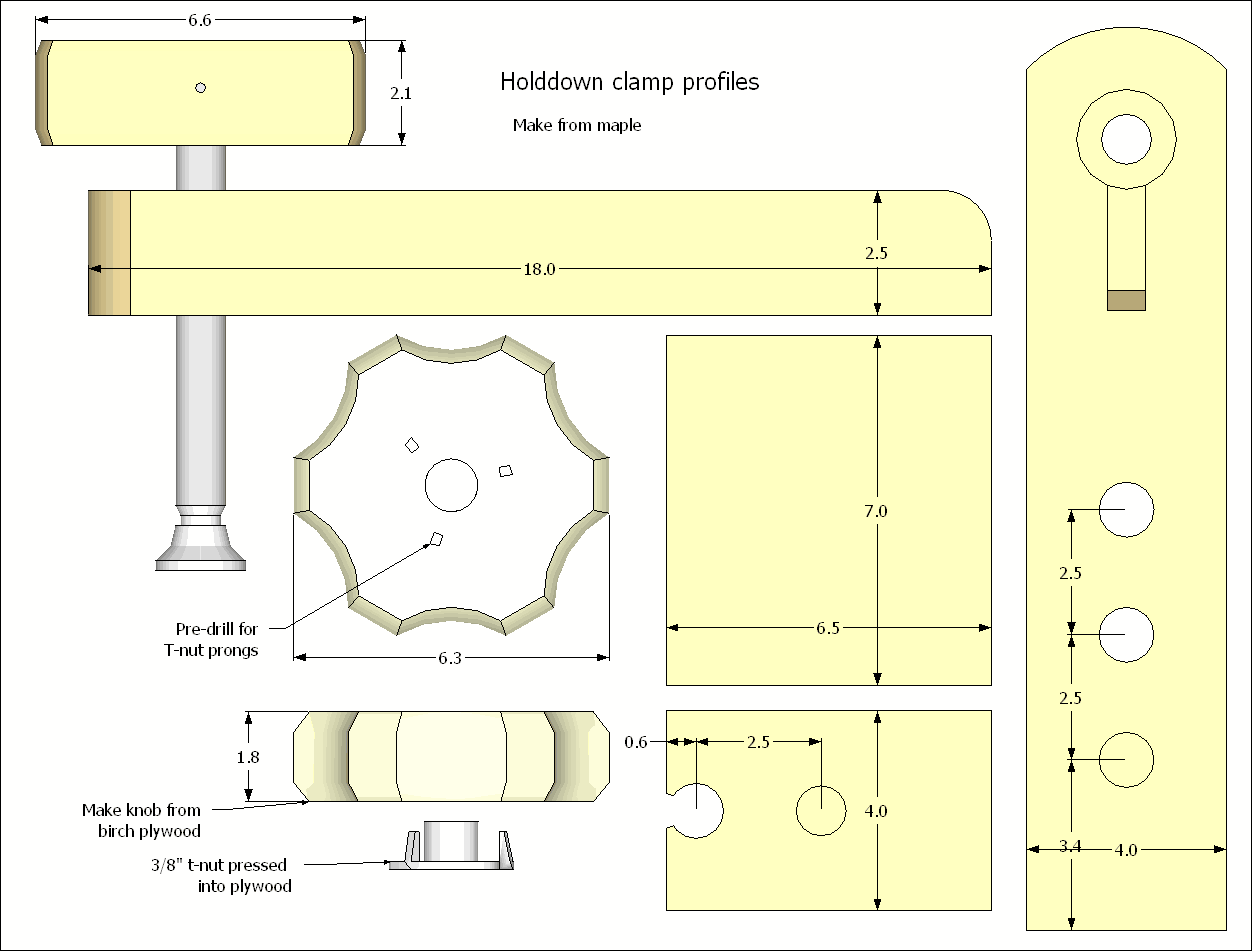 6.6
2.1
Holddown clamp profiles
Make from maple
2.5
18.0
7.0
6.5
2.5
2.5
3.4
4.0
Pre-drill for
T-nut prongs
6.3
1.8
0.6
2.5
4.0
Make knob from
birch plywood
3/8" t-nut pressed
into plywood